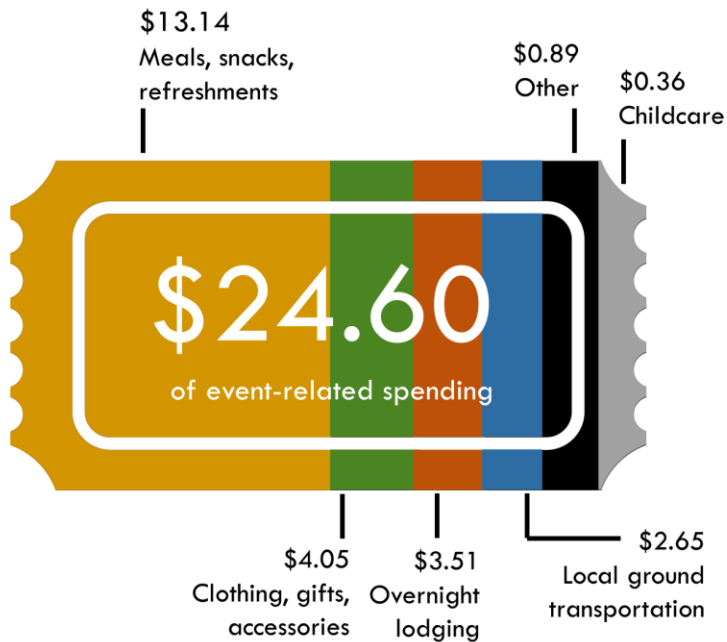 $13.14
Meals, snacks,
refreshments
$0.89
Other
$0.36
Childcare
$24.60
of event-related spending
$4.05
Clothing, gifts,
accessories
$3.51
Overnight
lodging
$2.65
Local ground
transportation